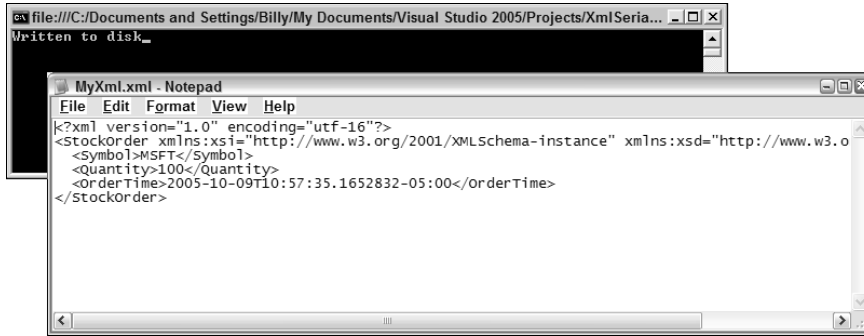 file:///C:/Documents and Settings/Billy/My Documents/Visual Studio 2005/Projects/XmlSeria...
Written to disk_
MyXml.xml - Notepad
File Edit Format View Help
<?xml version="1.0" encoding="utf-16"?>
<StockOrder xmlns:xsi="http://www.w3.org/2001/XMLSchema-instance" xmlns:xsd="http://www.w3.o
<Symbol>MSFT</Symbol>
<Quantity>100</Quantity>
<OrderTime>2005-10-09T10:57:35.1652832-05:00</OrderTime>
</StockOrder>